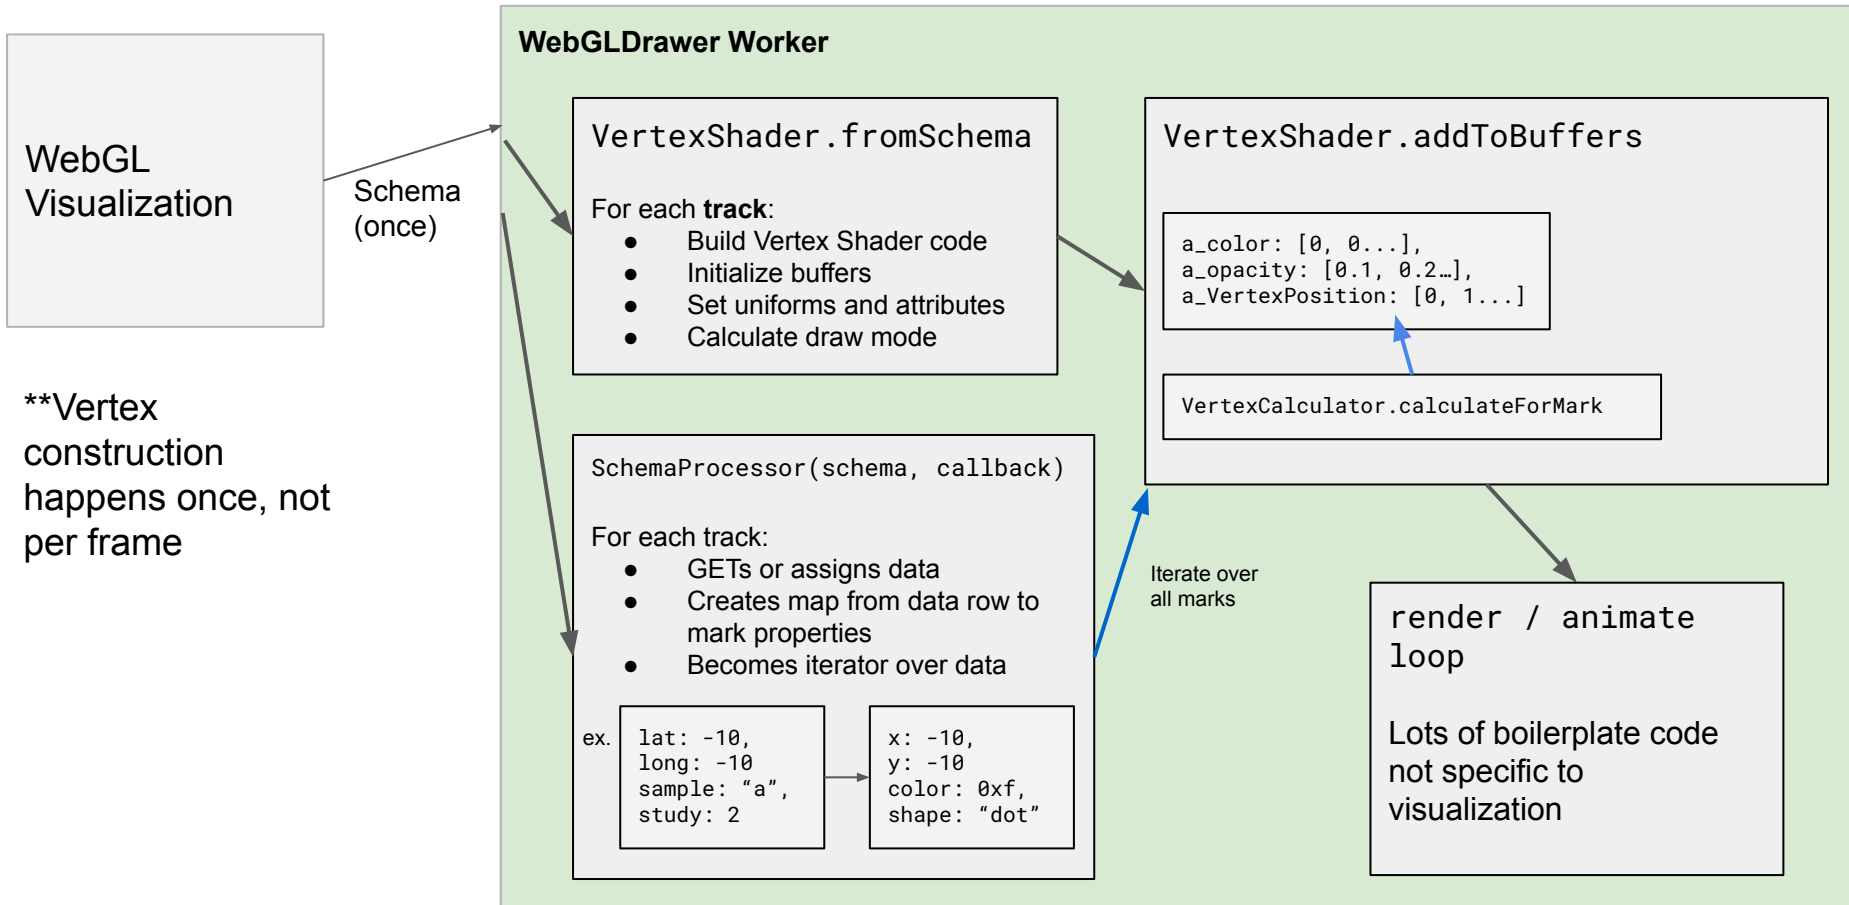 WebGL
Visualization
Schema
(once)
**Vertex
construction
happens once, not
per frame
WebGLDrawer Worker
VertexShader.fromSchema
For each track:
● Build Vertex Shader code
● Initialize buffers
● Set uniforms and attributes
● Calculate draw mode
SchemaProcessor(schema, callback)
For each track:
● GETs or assigns data
● Creates map from data row to
mark properties
● Becomes iterator over data
ex.
lat: -10,
long: -10
sample: “a”,
study: 2
x: -10,
y: -10
color: 0xf,
shape: “dot”
Iterate over
all marks
VertexShader.addToBuffers
a_color: [0, 0...],
a_opacity: [0.1, 0.2…],
a_VertexPosition: [0, 1...]
VertexCalculator.calculateForMark
render / animate
loop
Lots of boilerplate code
not specific to
visualization